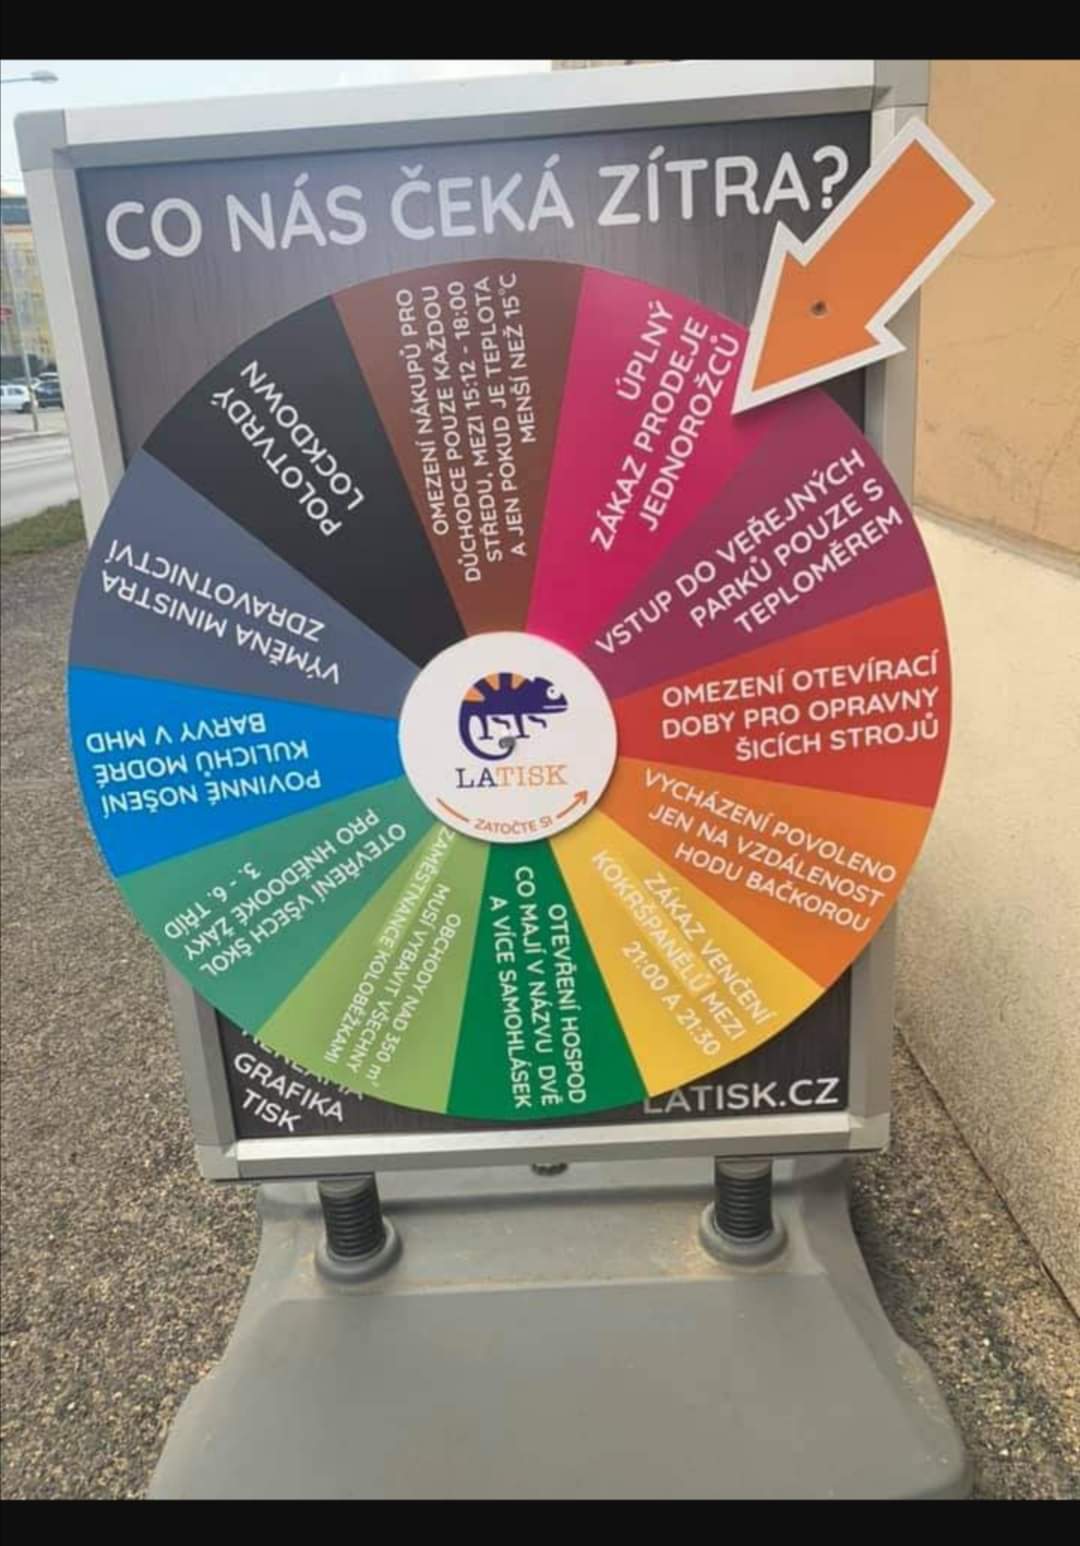 CO NÁS ČEKÁ ZÍTRA?
ÚPLNÝ
ZÁKAZ PRODEJE
JEDNOROŽCŮ
VSTUP DO VEŘEJNÝCH
PARKŮ POUZE S
TEPLOMĚREM
OMEZENÍ OTEVÍRACÍ
DOBY PRO OPRAVNY
ŠICÍCH STROJŮ
VYCHÁZENÍ POVOLENO
JEN NA VZDÁLENOST
HODU BAČKOROU
ZÁKAZ VENČENÍ
KOKRŠPANĚLŮ MEZI
21:00 A 21:30
OTEVŘENÍ HOSPOD
CO MAJÍ V NÁZVU DVĚ
A VÍCE SAMOHLÁSEK
OBCHODY NAD 350 m²
MUSÍ VYBAVIT VŠECHNY
ZAMĚSTNANCE KOLOBĚŽKAMI
OTEVŘENÍ VŠECH ŠKOL
PRO HNĚDOOKÉ ŽÁKY
3. - 6. TŘÍD
POVINNÉ NOŠENÍ
KULICHŮ MODRÉ
BARVY V MHD
VÝMĚNA MINISTRA
ZDRAVOTNICTVÍ
POLOTVRDÝ
LOCKDOWN
OMEZENÍ NÁKUPŮ PRO
DŮCHODCE POUZE KAŽDOU
STŘEDU, MEZI 15:12 - 18:00
A JEN POKUD JE TEPLOTA
MENŠÍ NEŽ 15°C
LATISK
ZATOČTE SI
GRAFIKA
TISK
LATISK.CZ